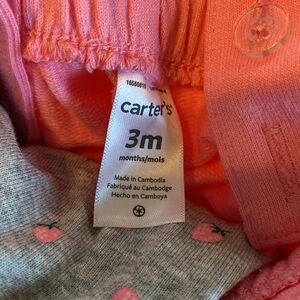 carter's
3m
months/mois
Made in Cambodia
Fabriqué au Cambodge
Hecho en Camboya